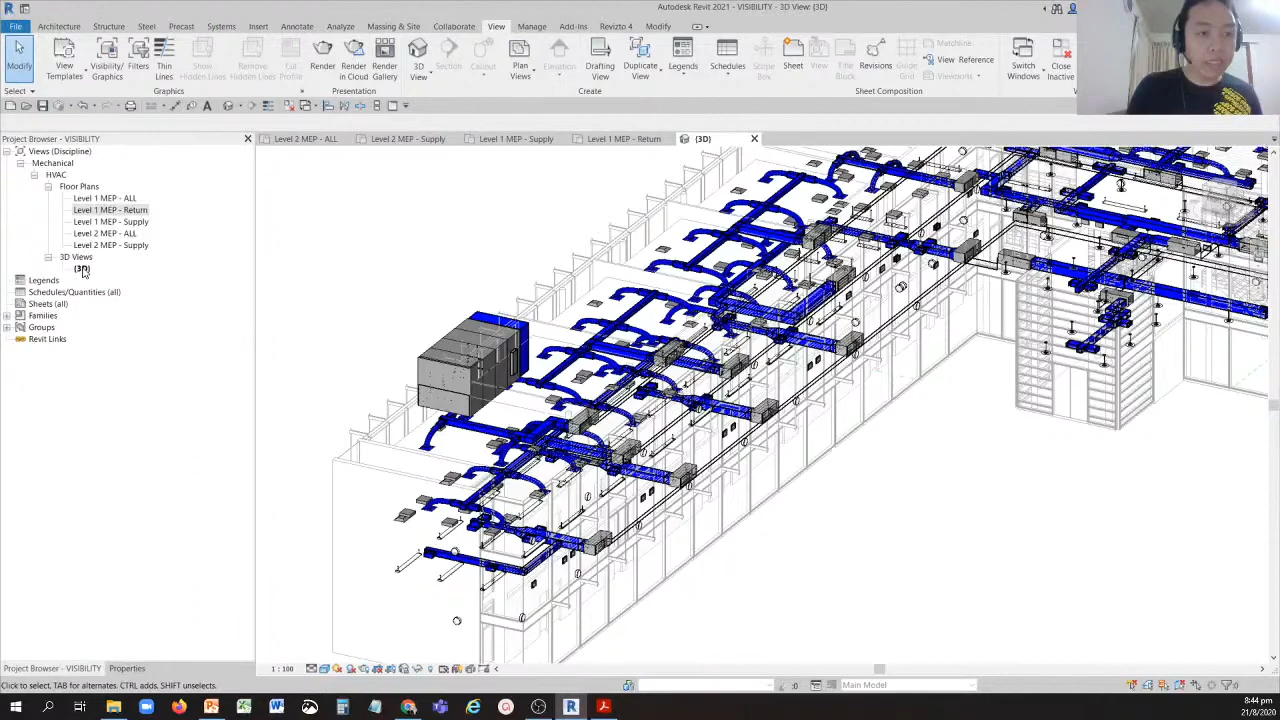 Autodesk Revit 2021 - VISIBILITY - 3D View: {3D}
File Architecture Structure Steel Precast Systems Insert Annotate Analyze Massing & Site Collaborate View Manage Add-Ins Revizto 4 Modify
Modify
View Templates
Visibility/ Graphics
Filters
Thin Lines
Show Hidden Lines
Remove Hidden Lines
Cut Profile
Render
Render in Cloud
Render Gallery
3D View
Section
Callout
Plan Views
Elevation
Drafting View
Duplicate View
Legends
Schedules
Scope Box
Sheet
View
Title Block
Revisions
Guide Grid
Matchline
View Reference
Viewports
Switch Windows
Close Inactive
Select
Graphics
Presentation
Create
Sheet Composition
Project Browser - VISIBILITY
Level 2 MEP - ALL
Level 2 MEP - Supply
Level 1 MEP - Supply
Level 1 MEP - Return
{3D}
Views (Discipline)
Mechanical
HVAC
Floor Plans
Level 1 MEP - ALL
Level 1 MEP - Return
Level 1 MEP - Supply
Level 2 MEP - ALL
Level 2 MEP - Supply
3D Views
{3D}
Legends
Schedules/Quantities (all)
Sheets (all)
Families
Groups
Revit Links
Project Browser - VISIBILITY
Properties
1 : 100
Click to select, TAB for alternates, CTRL adds, SHIFT unselects.
:0
Main Model
:0
8:44 pm
21/8/2020